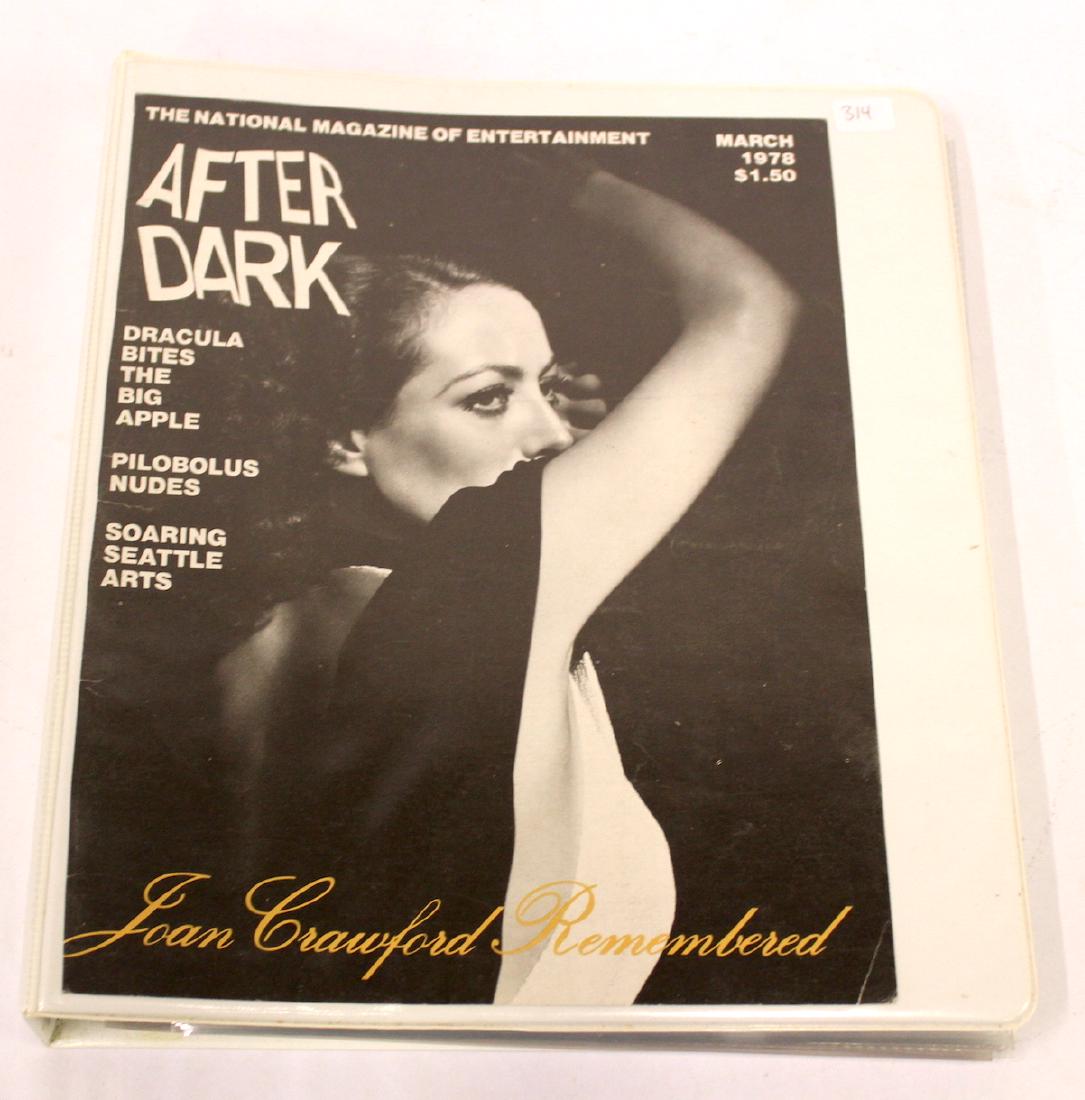 THE NATIONAL MAGAZINE OF ENTERTAINMENT
MARCH
1978
$1.50
314
AFTER
DARK
DRACULA
BITES
THE
BIG
APPLE
PILOBOLUS
NUDES
SOARING
SEATTLE
ARTS
Joan Crawford Remembered